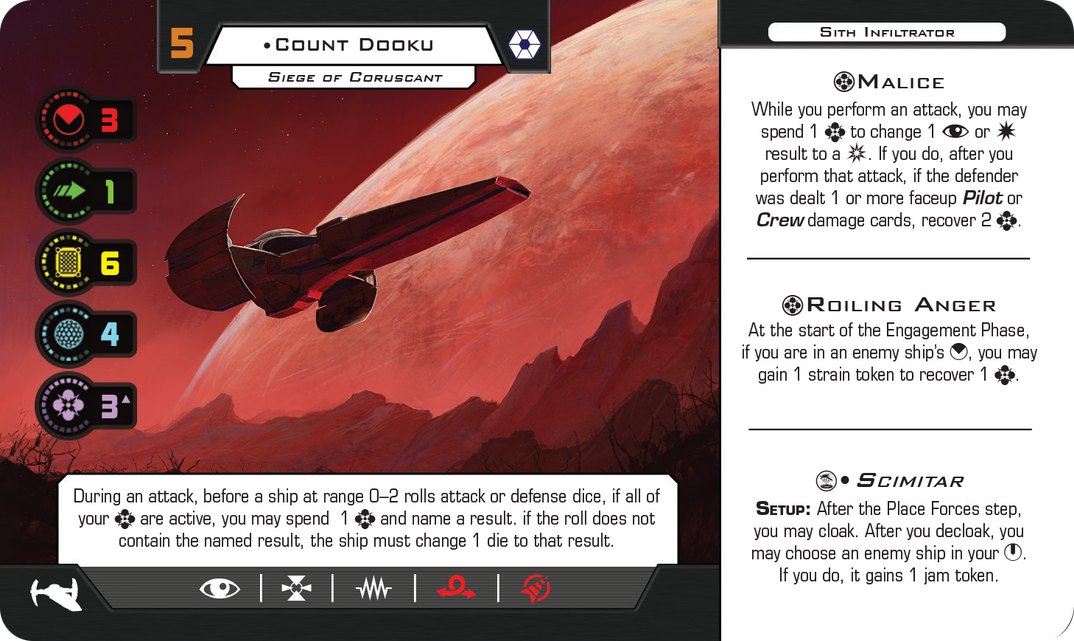 5
•Count Dooku
Siege of Coruscant
3
1
6
4
3
During an attack, before a ship at range 0–2 rolls attack or defense dice, if all of
your are active, you may spend 1 and name a result. if the roll does not
contain the named result, the ship must change 1 die to that result.
Sith Infiltrator
Malice
While you perform an attack, you may
spend 1 to change 1 or
result to a . If you do, after you
perform that attack, if the defender
was dealt 1 or more faceup Pilot or
Crew damage cards, recover 2 .
Roiling Anger
At the start of the Engagement Phase,
if you are in an enemy ship's , you may
gain 1 strain token to recover 1 .
• Scimitar
Setup: After the Place Forces step,
you may cloak. After you decloak, you
may choose an enemy ship in your .
If you do, it gains 1 jam token.